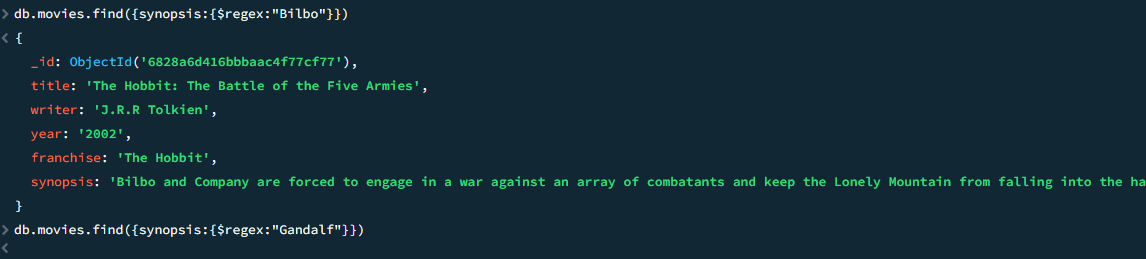 > db.movies.find({synopsis:{$regex:"Bilbo"}})
< {
_id: ObjectId('6828a6d416bbbaac4f77cf77'),
title: 'The Hobbit: The Battle of the Five Armies',
writer: 'J.R.R Tolkien',
year: '2002',
franchise: 'The Hobbit',
synopsis: 'Bilbo and Company are forced to engage in a war against an array of combatants and keep the Lonely Mountain from falling into the ha
}
> db.movies.find({synopsis:{$regex:"Gandalf"}})
<